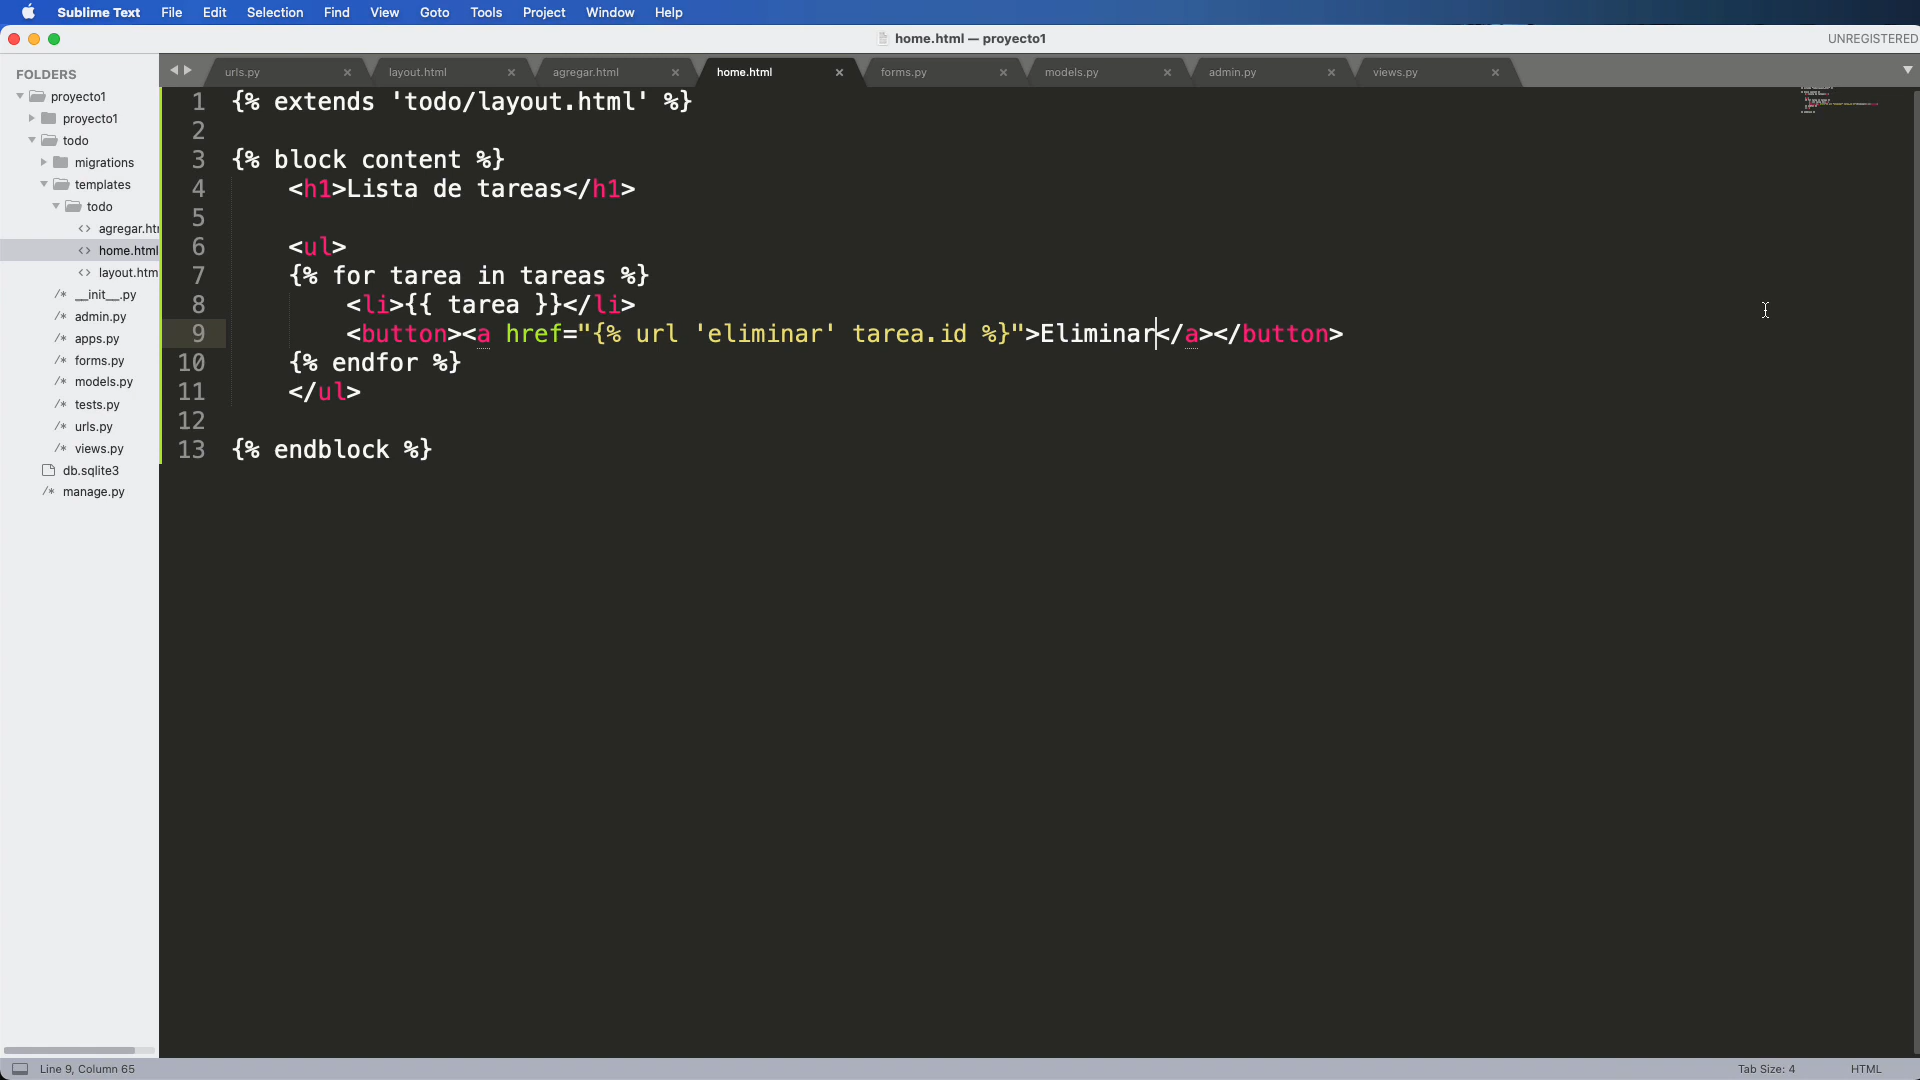 Sublime Text File Edit Selection Find View Goto Tools Project Window Help
home.html — proyecto1
UNREGISTERED
FOLDERS
proyecto1
proyecto1
todo
migrations
templates
todo
<> agregar.htm
<> home.html
<> layout.htm
/* __init__.py
/* admin.py
/* apps.py
/* forms.py
/* models.py
/* tests.py
/* urls.py
/* views.py
db.sqlite3
/* manage.py
urls.py × layout.html × agregar.html × home.html × forms.py × models.py × admin.py × views.py ×
1 {% extends 'todo/layout.html' %}
2
3 {% block content %}
4 <h1>Lista de tareas</h1>
5
6 <ul>
7 {% for tarea in tareas %}
8 <li>{{ tarea }}</li>
9 <button><a href="{% url 'eliminar' tarea.id %}">Eliminar</a></button>
10 {% endfor %}
11 </ul>
12
13 {% endblock %}
Line 9, Column 65
Tab Size: 4
HTML